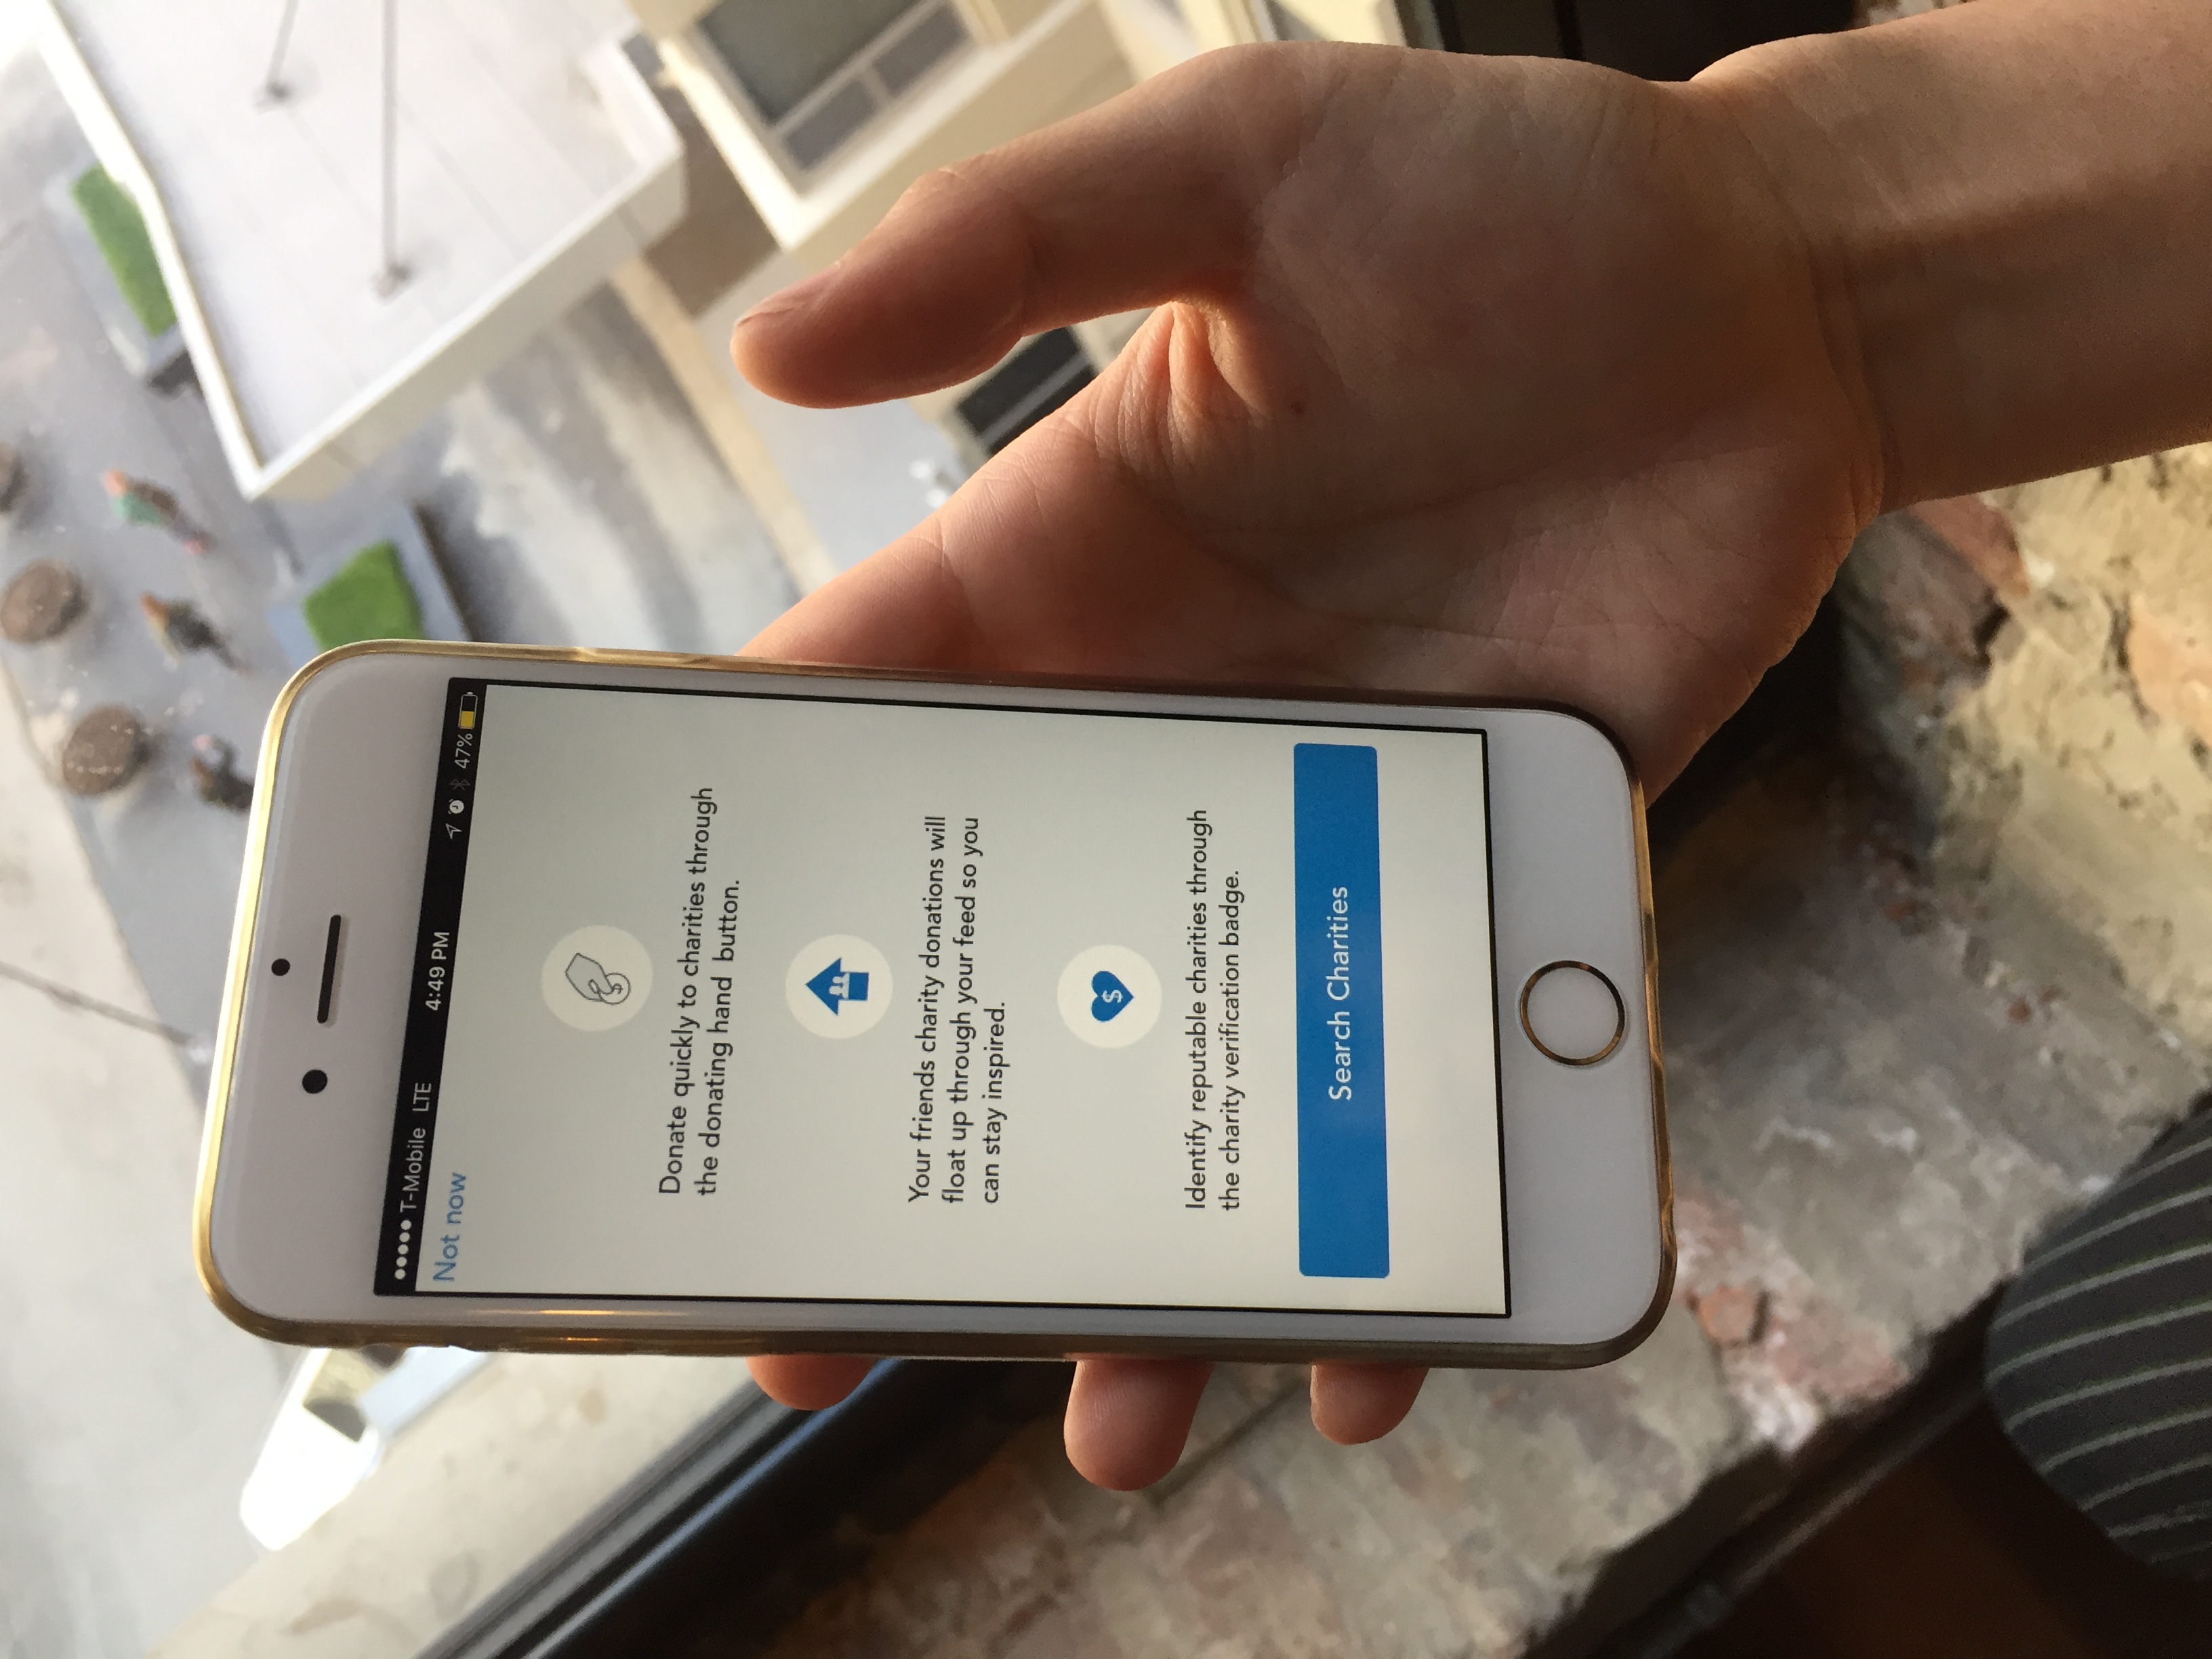 ●●●●● T-Mobile LTE 4:49 PM 47%
Not now
$
Donate quickly to charities through
the donating hand button.
Your friends charity donations will
float up through your feed so you
can stay inspired.
$
Identify reputable charities through
the charity verification badge.
Search Charities